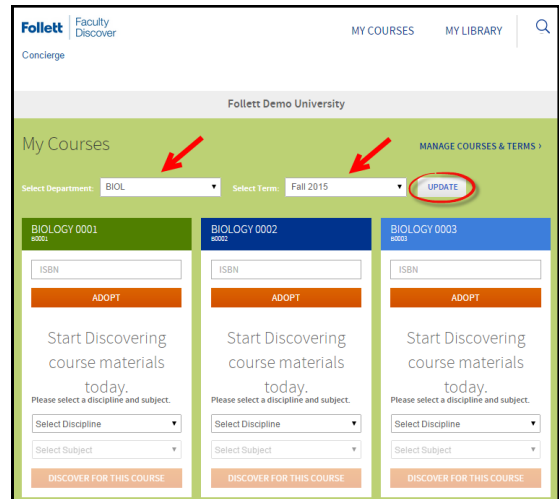 Follett Faculty Discover MY COURSES MY LIBRARY
Concierge
Follett Demo University
My Courses MANAGE COURSES & TERMS ›
Select Department: BIOL Select Term: Fall 2015 UPDATE
BIOLOGY 0001 BIOLOGY 0002 BIOLOGY 0003
B0001 B0002 B0003
ISBN ISBN ISBN
ADOPT ADOPT ADOPT
Start Discovering Start Discovering Start Discovering
course materials course materials course materials
today. today. today.
Please select a discipline and subject. Please select a discipline and subject. Please select a discipline and subject.
Select Discipline Select Discipline Select Discipline
Select Subject Select Subject Select Subject
DISCOVER FOR THIS COURSE DISCOVER FOR THIS COURSE DISCOVER FOR THIS COURSE